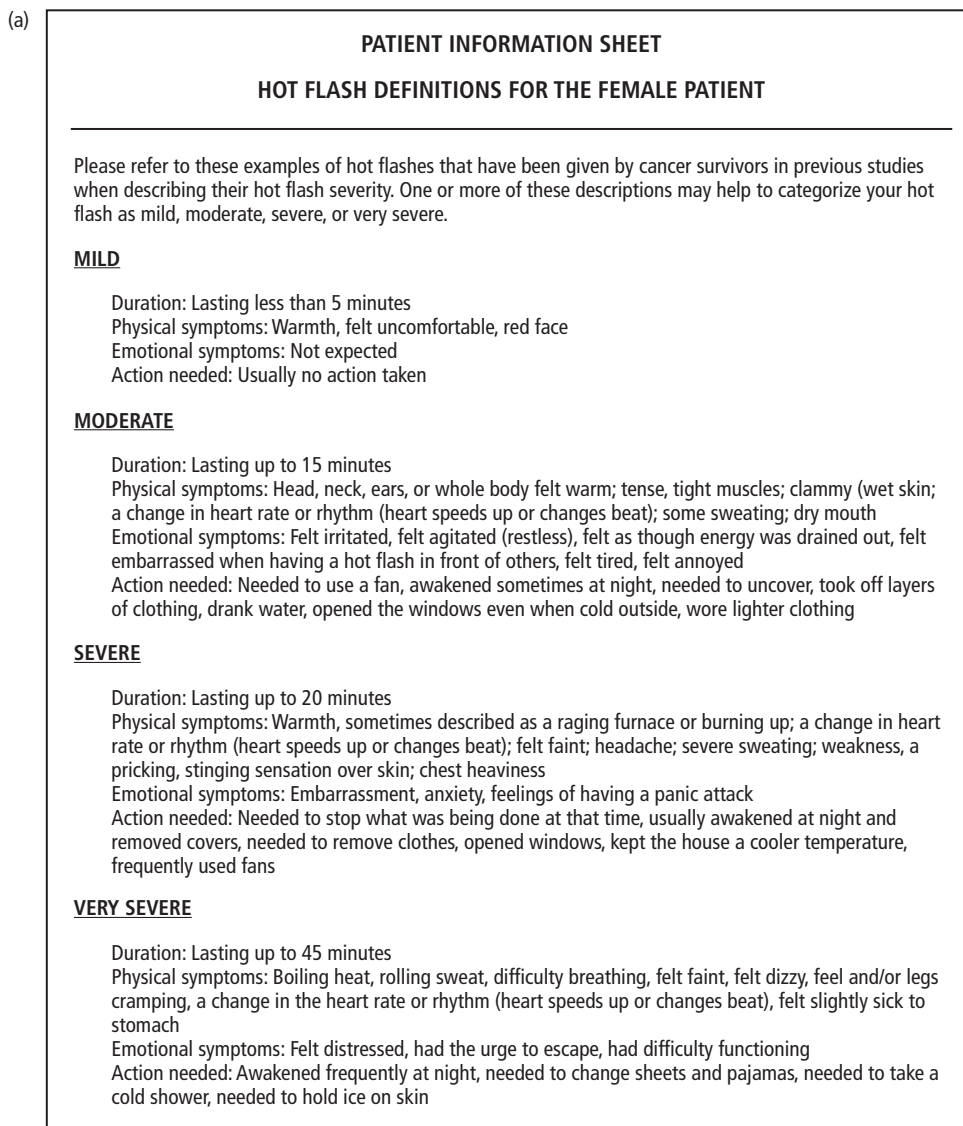 (a)
PATIENT INFORMATION SHEET
HOT FLASH DEFINITIONS FOR THE FEMALE PATIENT
Please refer to these examples of hot flashes that have been given by cancer survivors in previous studies
when describing their hot flash severity. One or more of these descriptions may help to categorize your hot
flash as mild, moderate, severe, or very severe.
MILD
Duration: Lasting less than 5 minutes
Physical symptoms: Warmth, felt uncomfortable, red face
Emotional symptoms: Not expected
Action needed: Usually no action taken
MODERATE
Duration: Lasting up to 15 minutes
Physical symptoms: Head, neck, ears, or whole body felt warm; tense, tight muscles; clammy (wet skin;
a change in heart rate or rhythm (heart speeds up or changes beat); some sweating; dry mouth
Emotional symptoms: Felt irritated, felt agitated (restless), felt as though energy was drained out, felt
embarrassed when having a hot flash in front of others, felt tired, felt annoyed
Action needed: Needed to use a fan, awakened sometimes at night, needed to uncover, took off layers
of clothing, drank water, opened the windows even when cold outside, wore lighter clothing
SEVERE
Duration: Lasting up to 20 minutes
Physical symptoms: Warmth, sometimes described as a raging furnace or burning up; a change in heart
rate or rhythm (heart speeds up or changes beat); felt faint; headache; severe sweating; weakness, a
pricking, stinging sensation over skin; chest heaviness
Emotional symptoms: Embarrassment, anxiety, feelings of having a panic attack
Action needed: Needed to stop what was being done at that time, usually awakened at night and
removed covers, needed to remove clothes, opened windows, kept the house a cooler temperature,
frequently used fans
VERY SEVERE
Duration: Lasting up to 45 minutes
Physical symptoms: Boiling heat, rolling sweat, difficulty breathing, felt faint, felt dizzy, feel and/or legs
cramping, a change in the heart rate or rhythm (heart speeds up or changes beat), felt slightly sick to
stomach
Emotional symptoms: Felt distressed, had the urge to escape, had difficulty functioning
Action needed: Awakened frequently at night, needed to change sheets and pajamas, needed to take a
cold shower, needed to hold ice on skin